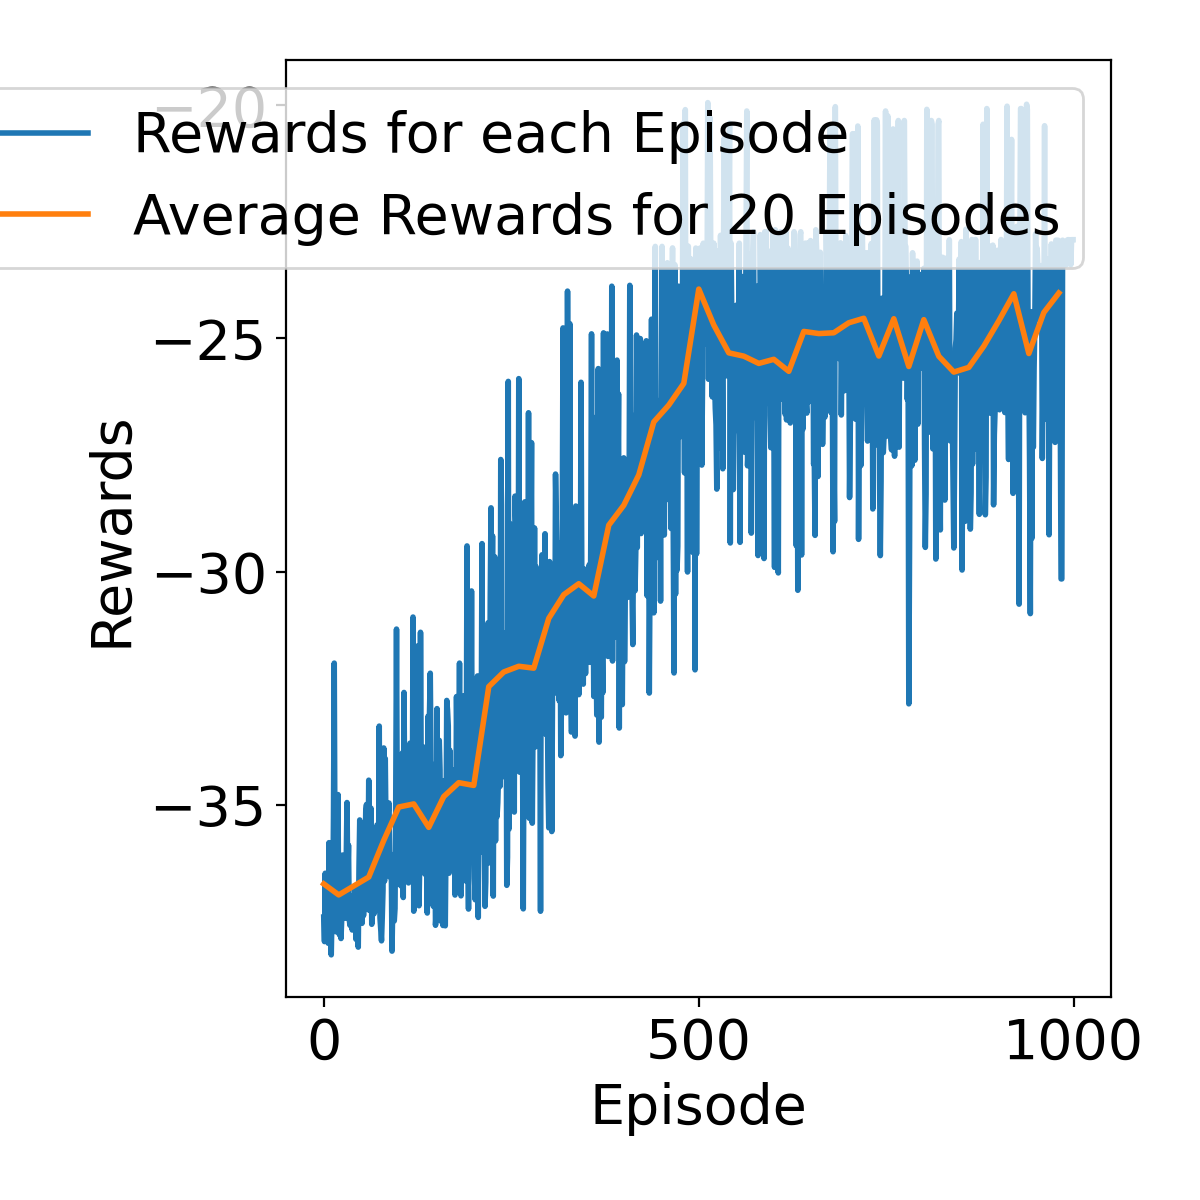 −20
Rewards for each Episode
Average Rewards for 20 Episodes
−25
−30
−35
Rewards
0 500 1000
Episode